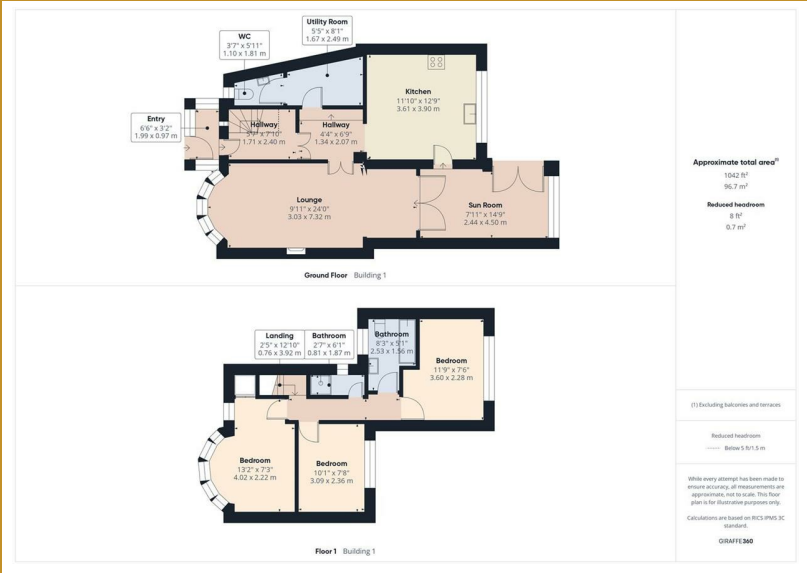 Utility Room
5'5" x 8'1"
1.67 x 2.49 m
WC
3'7" x 5'11"
1.10 x 1.81 m
Kitchen
11'10" x 12'9"
3.61 x 3.90 m
Entry
6'6" x 3'2"
1.99 x 0.97 m
Hallway
5'7" x 7'10"
1.71 x 2.40 m
Hallway
4'4" x 6'9"
1.34 x 2.07 m
Lounge
9'11" x 24'0"
3.03 x 7.32 m
Sun Room
7'11" x 14'9"
2.44 x 4.50 m
Ground Floor Building 1
Landing
2'5" x 12'10"
0.76 x 3.92 m
Bathroom
2'7" x 6'1"
0.81 x 1.87 m
Bathroom
8'3" x 5'1"
2.53 x 1.56 m
Bedroom
11'9" x 7'6"
3.60 x 2.28 m
Bedroom
13'2" x 7'3"
4.02 x 2.22 m
Bedroom
10'1" x 7'8"
3.09 x 2.36 m
Floor 1 Building 1
Approximate total area(1)
1042 ft²
96.7 m²
Reduced headroom
8 ft²
0.7 m²
(1) Excluding balconies and terraces
Reduced headroom
Below 5 ft/1.5 m
While every attempt has been made to
ensure accuracy, all measurements are
approximate, not to scale. This floor
plan is for illustrative purposes only.
Calculations are based on RICS IPMS 3C
standard.
GIRAFFE360